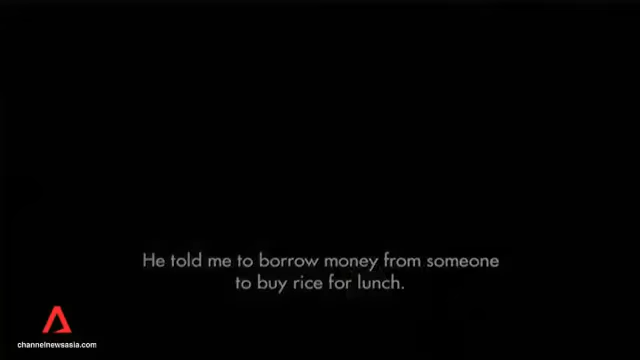 He told me to borrow money from someone
to buy rice for lunch.
channelnewsasia.com